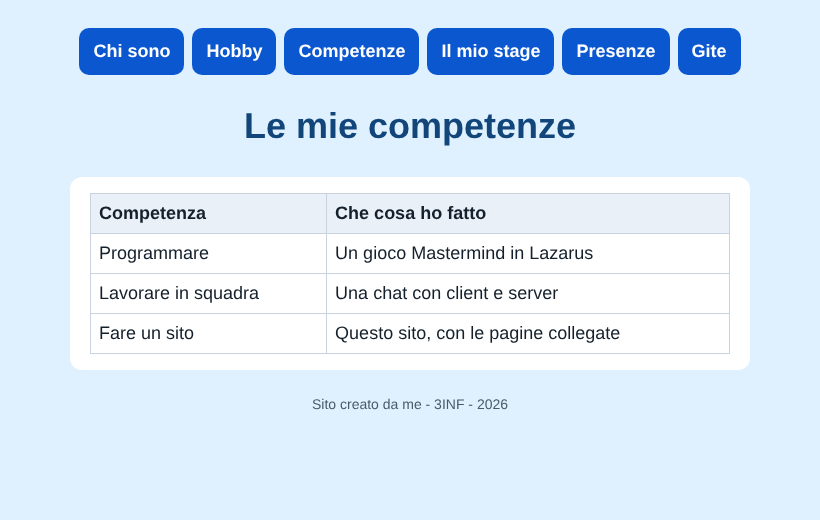 Chi sono Hobby Competenze Il mio stage Presenze Gite
Le mie competenze
Competenza Che cosa ho fatto
Programmare Un gioco Mastermind in Lazarus
Lavorare in squadra Una chat con client e server
Fare un sito Questo sito, con le pagine collegate
Sito creato da me - 3INF - 2026